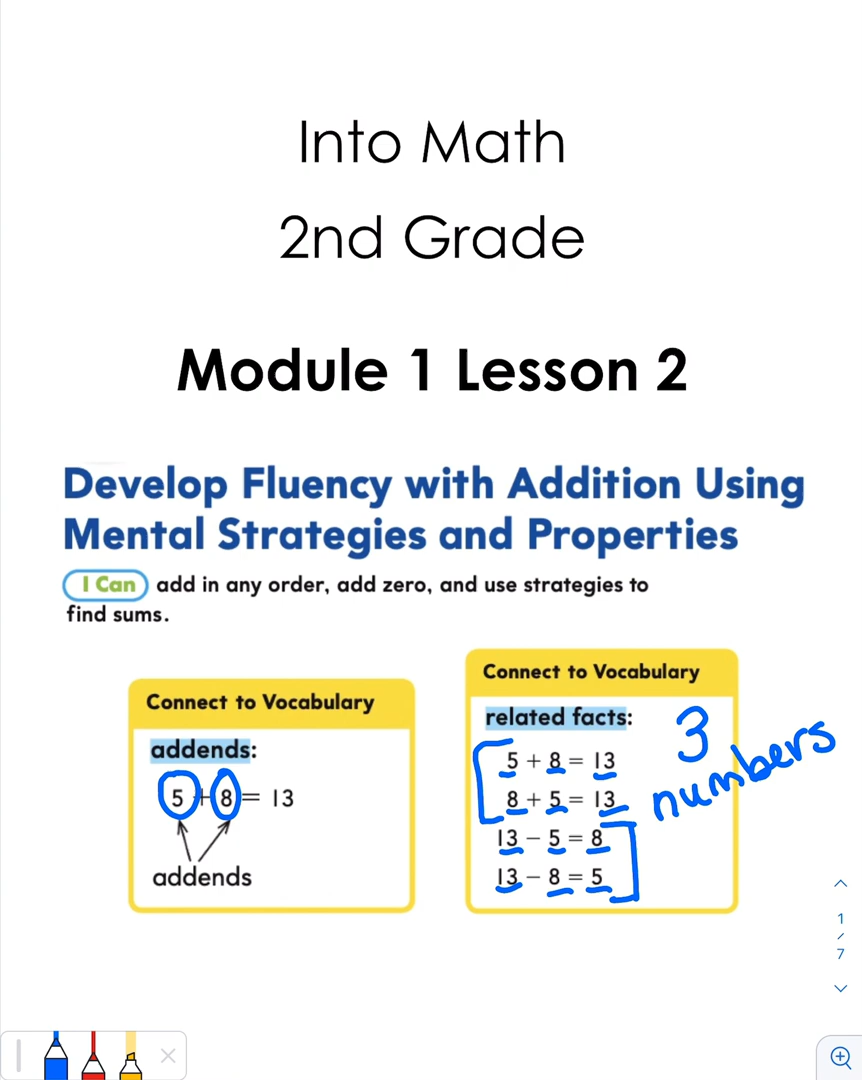 Into Math
2nd Grade
Module 1 Lesson 2
Develop Fluency with Addition Using
Mental Strategies and Properties
I Can add in any order, add zero, and use strategies to
find sums.
Connect to Vocabulary
addends:
5 + 8 = 13
addends
Connect to Vocabulary
related facts:
5 + 8 = 13
8 + 5 = 13
13 − 5 = 8
13 − 8 = 5
3
numbers
1
/
7